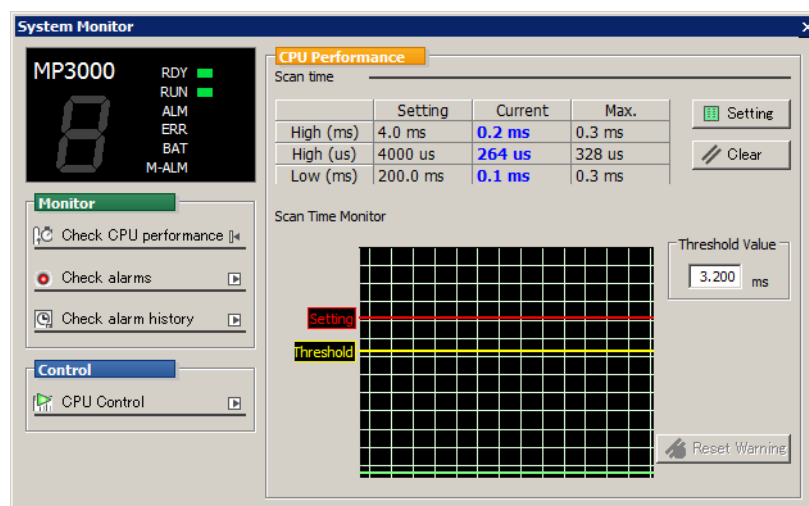 System Monitor
MP3000
RDY
RUN
ALM
ERR
BAT
M-ALM
Monitor
Check CPU performance
Check alarms
Check alarm history
Control
CPU Control
CPU Performance
Scan time
Setting Current Max.
High (ms) 4.0 ms 0.2 ms 0.3 ms
High (us) 4000 us 264 us 328 us
Low (ms) 200.0 ms 0.1 ms 0.3 ms
Setting
Clear
Scan Time Monitor
Setting
Threshold
Threshold Value
3.200 ms
Reset Warning